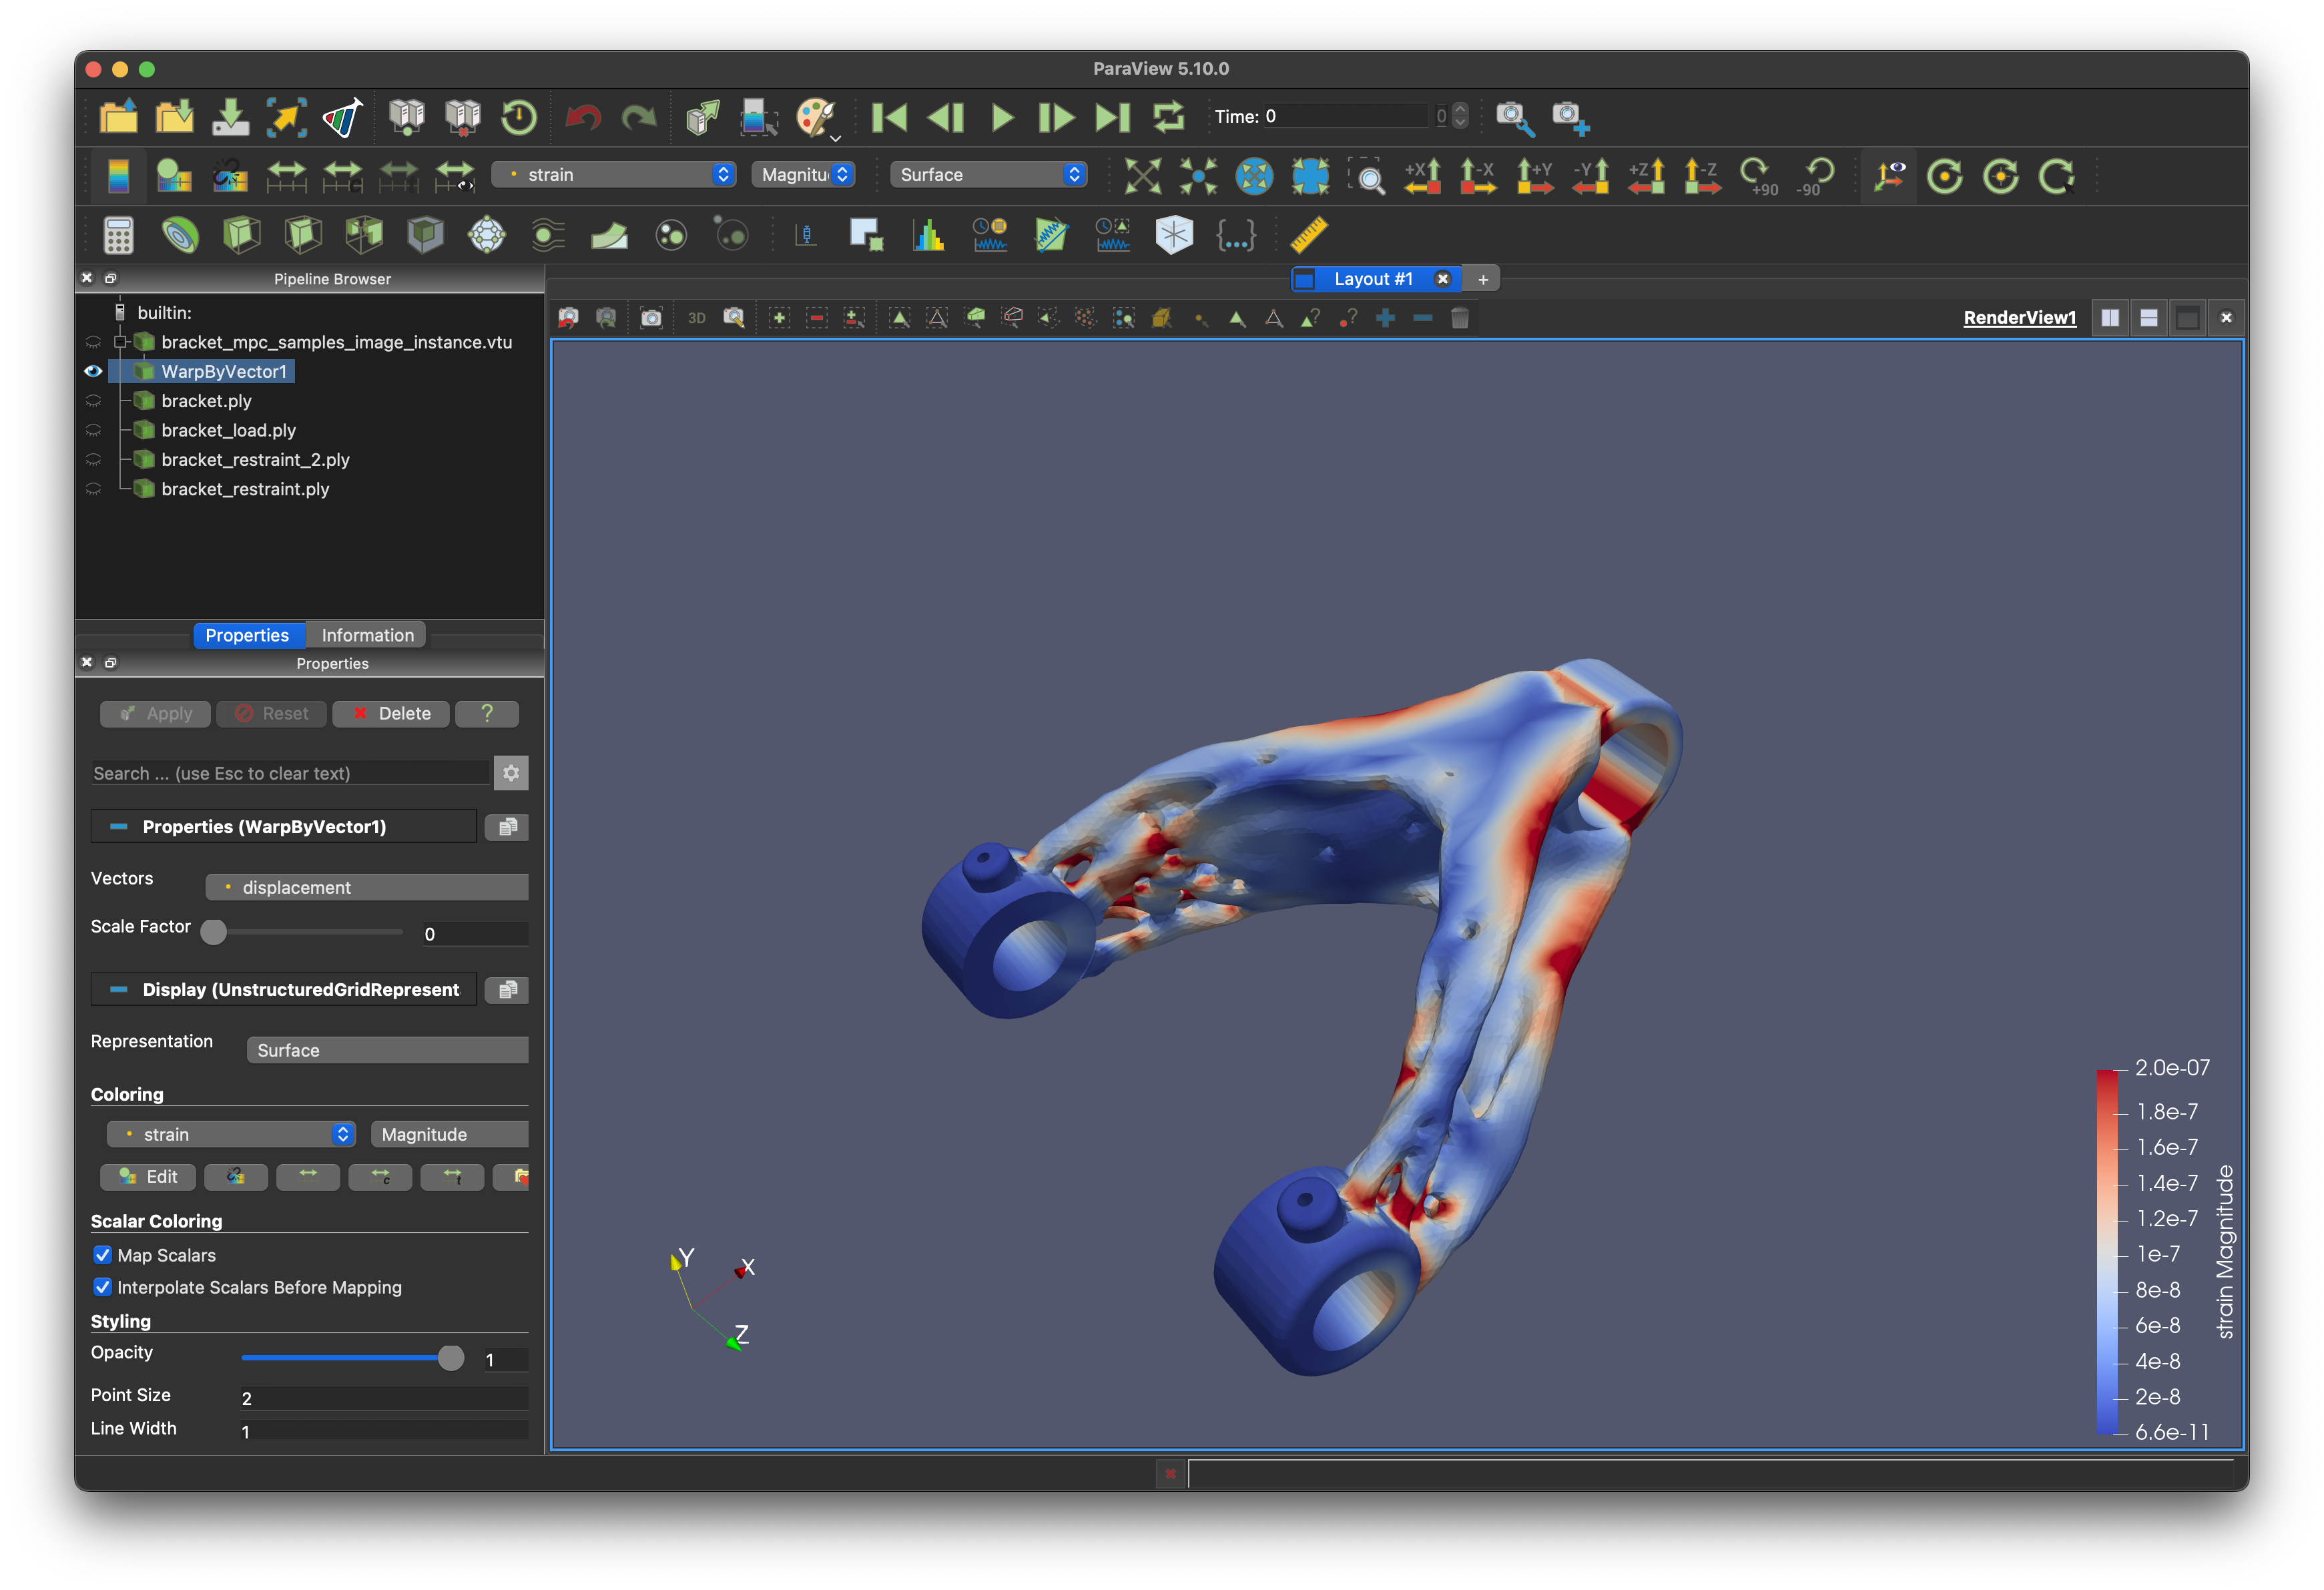 ParaView 5.10.0
Time: 0
0
strain
Magnitu
Surface
+X
-X
+Y
-Y
+Z
-Z
+90
-90
Pipeline Browser
Layout #1
+
builtin:
3D
RenderView1
bracket_mpc_samples_image_instance.vtu
WarpByVector1
bracket.ply
bracket_load.ply
bracket_restraint_2.ply
bracket_restraint.ply
Properties
Information
Properties
Apply
Reset
Delete
?
Search ... (use Esc to clear text)
Properties (WarpByVector1)
Vectors
displacement
Scale Factor
0
Display (UnstructuredGridRepresent
Representation
Surface
Coloring
strain
Magnitude
Edit
c
t
Scalar Coloring
Map Scalars
Interpolate Scalars Before Mapping
Styling
Opacity
1
Point Size
2
Line Width
1
Y
X
Z
2.0e-07
1.8e-7
1.6e-7
1.4e-7
1.2e-7
1e-7
8e-8
6e-8
4e-8
2e-8
6.6e-11
strain Magnitude